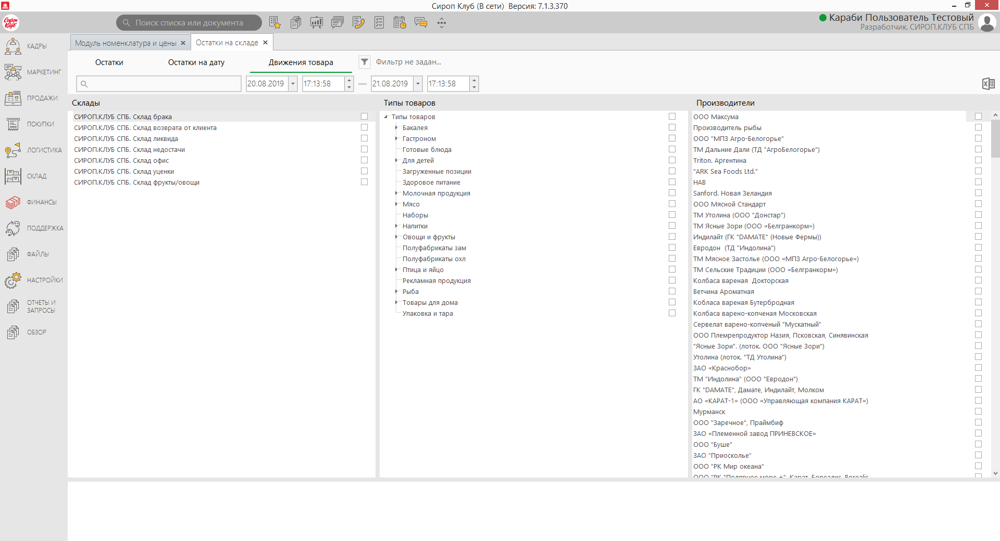 Сироп Клуб (В сети)  Версия: 7.1.3.370
Сироп Клуб
Поиск списка или документа
Караби Пользователь Тестовый
Разработчик. СИРОП.КЛУБ СПБ
КАДРЫ
МАРКЕТИНГ
ПРОДАЖИ
ПОКУПКИ
ЛОГИСТИКА
СКЛАД
ФИНАНСЫ
ПОДДЕРЖКА
ФАЙЛЫ
НАСТРОЙКИ
ОТЧЕТЫ И
ЗАПРОСЫ
ОБЗОР
Модуль номенклатура и цены
Остатки на складе
Остатки
Остатки на дату
Движения товара
Фильтр не задан...
20.08.2019
17:13:58
21.08.2019
17:13:58
Склады
СИРОП.КЛУБ СПБ. Склад брака
СИРОП.КЛУБ СПБ. Склад возврата от клиента
СИРОП.КЛУБ СПБ. Склад ликвида
СИРОП.КЛУБ СПБ. Склад недостачи
СИРОП.КЛУБ СПБ. Склад офис
СИРОП.КЛУБ СПБ. Склад уценки
СИРОП.КЛУБ СПБ. Склад фрукты/овощи
Типы товаров
Типы товаров
Бакалея
Гастроном
Готовые блюда
Для детей
Загруженные позиции
Здоровое питание
Молочная продукция
Мясо
Наборы
Напитки
Овощи и фрукты
Полуфабрикаты зам
Полуфабрикаты охл
Птица и яйцо
Рекламная продукция
Рыба
Товары для дома
Упаковка и тара
Производители
ООО Максума
Производитель рыбы
ООО "МПЗ Агро-Белогорье"
ТМ Дальние Дали (ТД "АгроБелогорье")
Triton. Аргентина
"ARK Sea Foods Ltd."
НАВ
Sanford. Новая Зеландия
ООО Мясной Стандарт
ТМ Утолина (ООО "Донстар")
ТМ Ясные Зори (ООО «Белгранкорм»)
Индилайт (ГК "DAMATE" (Новые Фермы))
Евродон  (ТД "Индолина")
ТМ Мясное Застолье (ООО «МПЗ Агро-Белогорье»)
ТМ Сельские Традиции (ООО «Белгранкорм»)
Колбаса вареная  Докторская
Ветчина Ароматная
Кобласа вареная Бутербродная
Колбаса варено-копченая Московская
Сервелат варено-копченый "Мускатный"
ООО Племрепродуктор Назия, Псковская, Синявинская
"Ясные Зори". (лоток. ООО "Ясные Зори")
Утолина (лоток. "ТД Утолина")
ЗАО «Краснобор»
ТМ "Индолина" (ООО "Евродон")
ГК "DAMATE", Дамате, Индилайт, Молком
АО «КАРАТ-1» (ООО «Управляющая компания КАРАТ»)
Мурманск
ООО "Заречное", Праймбиф
ЗАО «Племенной завод ПРИНЕВСКОЕ»
ООО "Буше"
ЗАО "Приосколье"
ООО "РК Мир океана"
ООО "РК "Полярное море +", Карат, Бореалис, Borealis